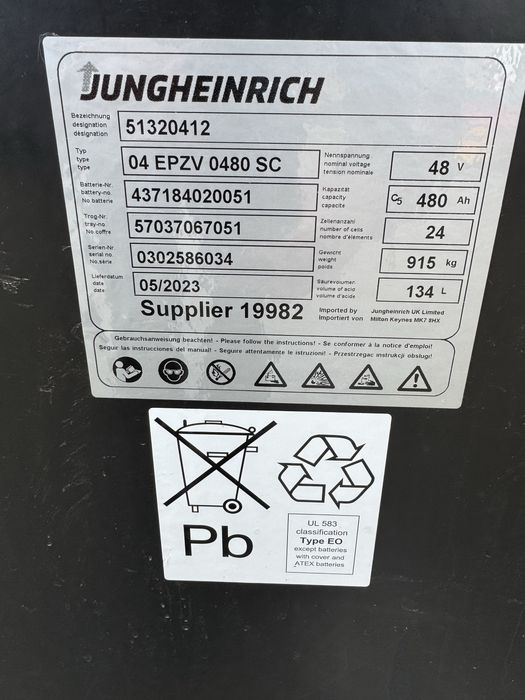 JUNGHEINRICH
Bezeichnung
designation
désignation
51320412
Typ
type
type
04 EPZV 0480 SC
Nennspannung
nominal voltage
tension nominale
48 V
Batterie-Nr.
battery-no.
No batterie
437184020051
Kapazität
capacity
capacite
C5 480 Ah
Trog-Nr.
tray-no.
No.coffre
57037067051
Zellenanzahl
number of cells
nombre d'éléments
24
Serien-Nr.
serial no.
No.série
0302586034
Gewicht
weight
poids
915 kg
Lieferdatum
date
date
05/2023
Säurevolumen
volume of acid
volume d'acide
134 L
Supplier 19982
Imported by
Importiert von
Jungheinrich UK Limited
Milton Keynes MK7 8HX
Gebrauchsanweisung beachten! - Please follow the instructions! - Se conformer à la notice d'emploi!
Seguir las instrucciones del manual! - Segure attentamente le istruzioni! - Przestrzegac instrukcji obslugi!
Pb
UL 583
classification
Type EO
except batteries
with cover and
ATEX batteries